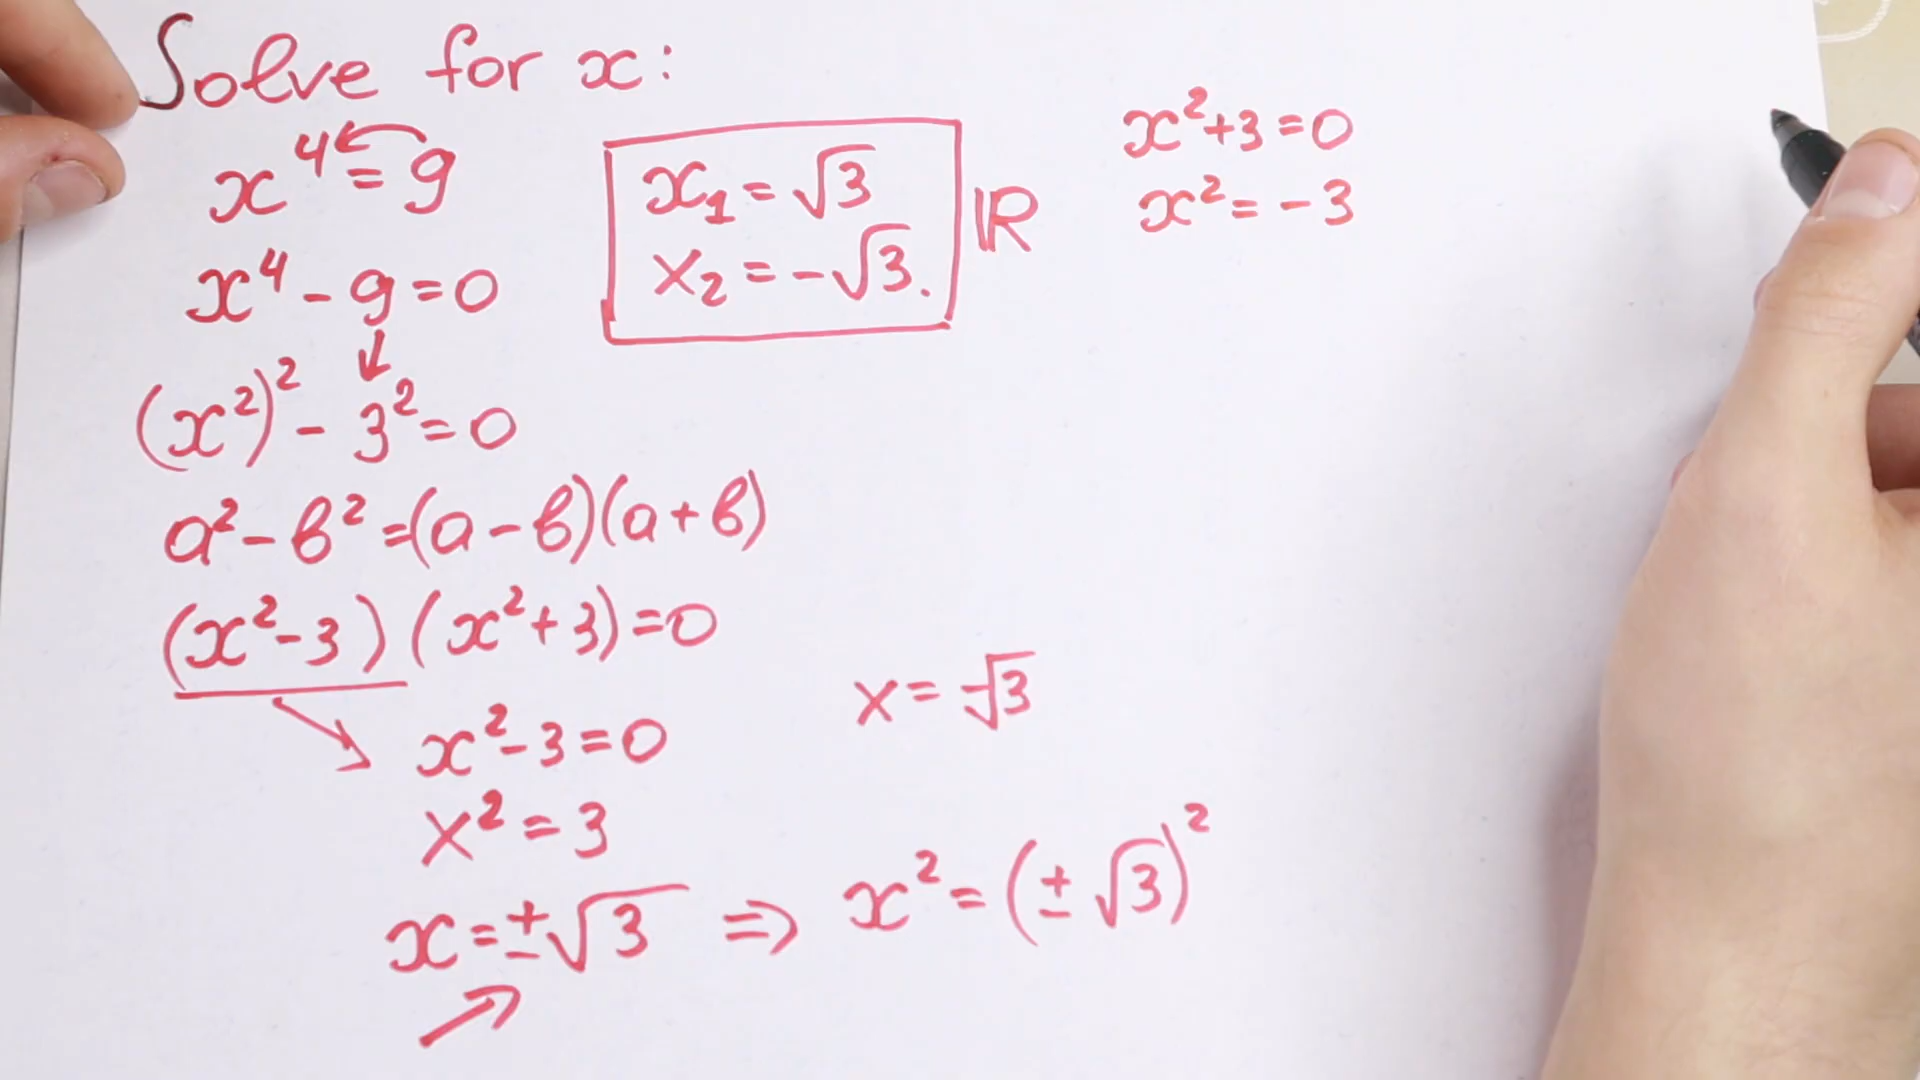 Solve for x:
x⁴ = 9
x⁴ - 9 = 0
(x²)² - 3² = 0
a² - b² = (a - b)(a + b)
(x² - 3)(x² + 3) = 0
x² - 3 = 0
x² = 3
x = ±√3 ⇒ x² = (±√3)²
x = -√3
x₁ = √3
x₂ = -√3.
ℝ
x² + 3 = 0
x² = -3